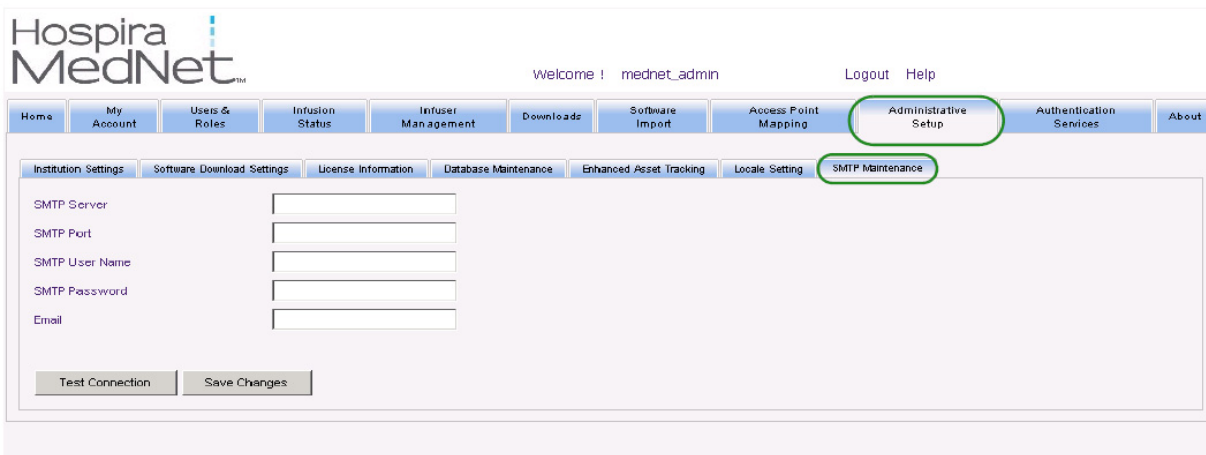 Hospira
MedNet™
Welcome ! mednet_admin Logout Help
Home My Account Users & Roles Infusion Status Infuser Management Downloads Software Import Access Point Mapping Administrative Setup Authentication Services About
Institution Settings Software Download Settings License Information Database Maintenance Enhanced Asset Tracking Locale Setting SMTP Maintenance
SMTP Server
SMTP Port
SMTP User Name
SMTP Password
Email
Test Connection Save Changes